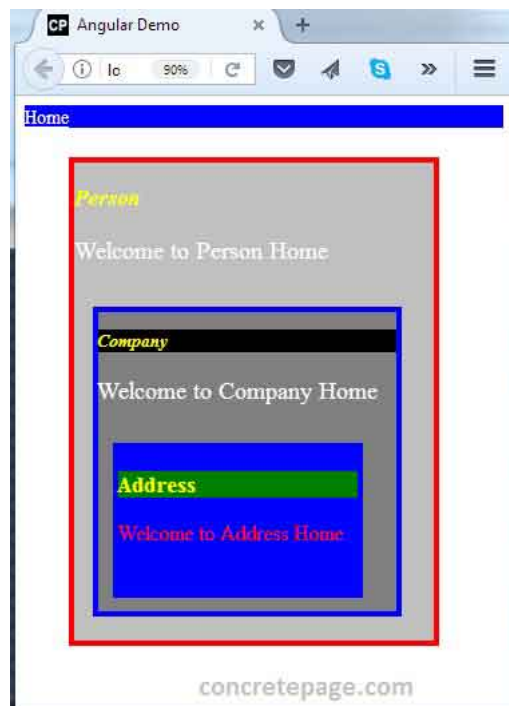 CP Angular Demo
lo 90%
Home
Person
Welcome to Person Home
Company
Welcome to Company Home
Address
Welcome to Address Home
concretepage.com